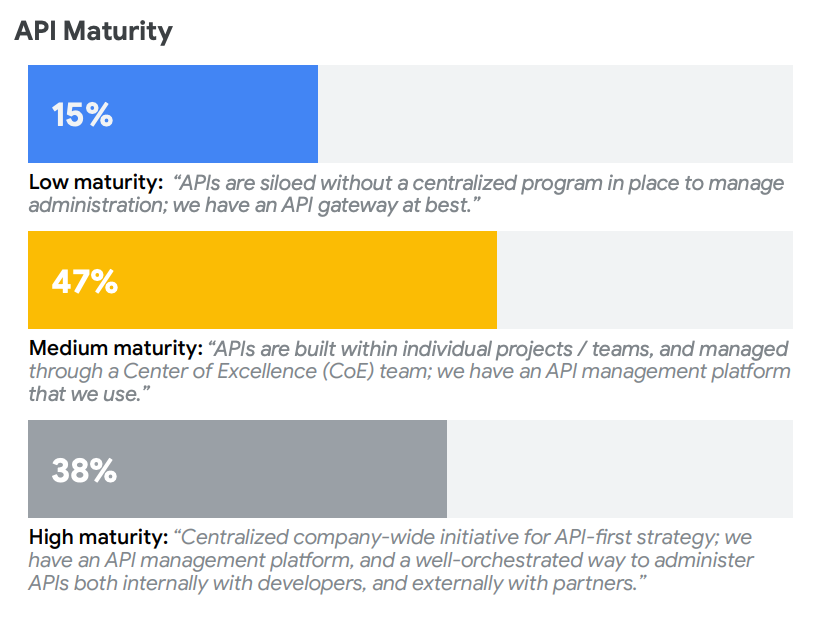 API Maturity
15%
Low maturity: “APIs are siloed without a centralized program in place to manage
administration; we have an API gateway at best.”
47%
Medium maturity: “APIs are built within individual projects / teams, and managed
through a Center of Excellence (CoE) team; we have an API management platform
that we use.”
38%
High maturity: “Centralized company-wide initiative for API-first strategy; we
have an API management platform, and a well-orchestrated way to administer
APIs both internally with developers, and externally with partners.”